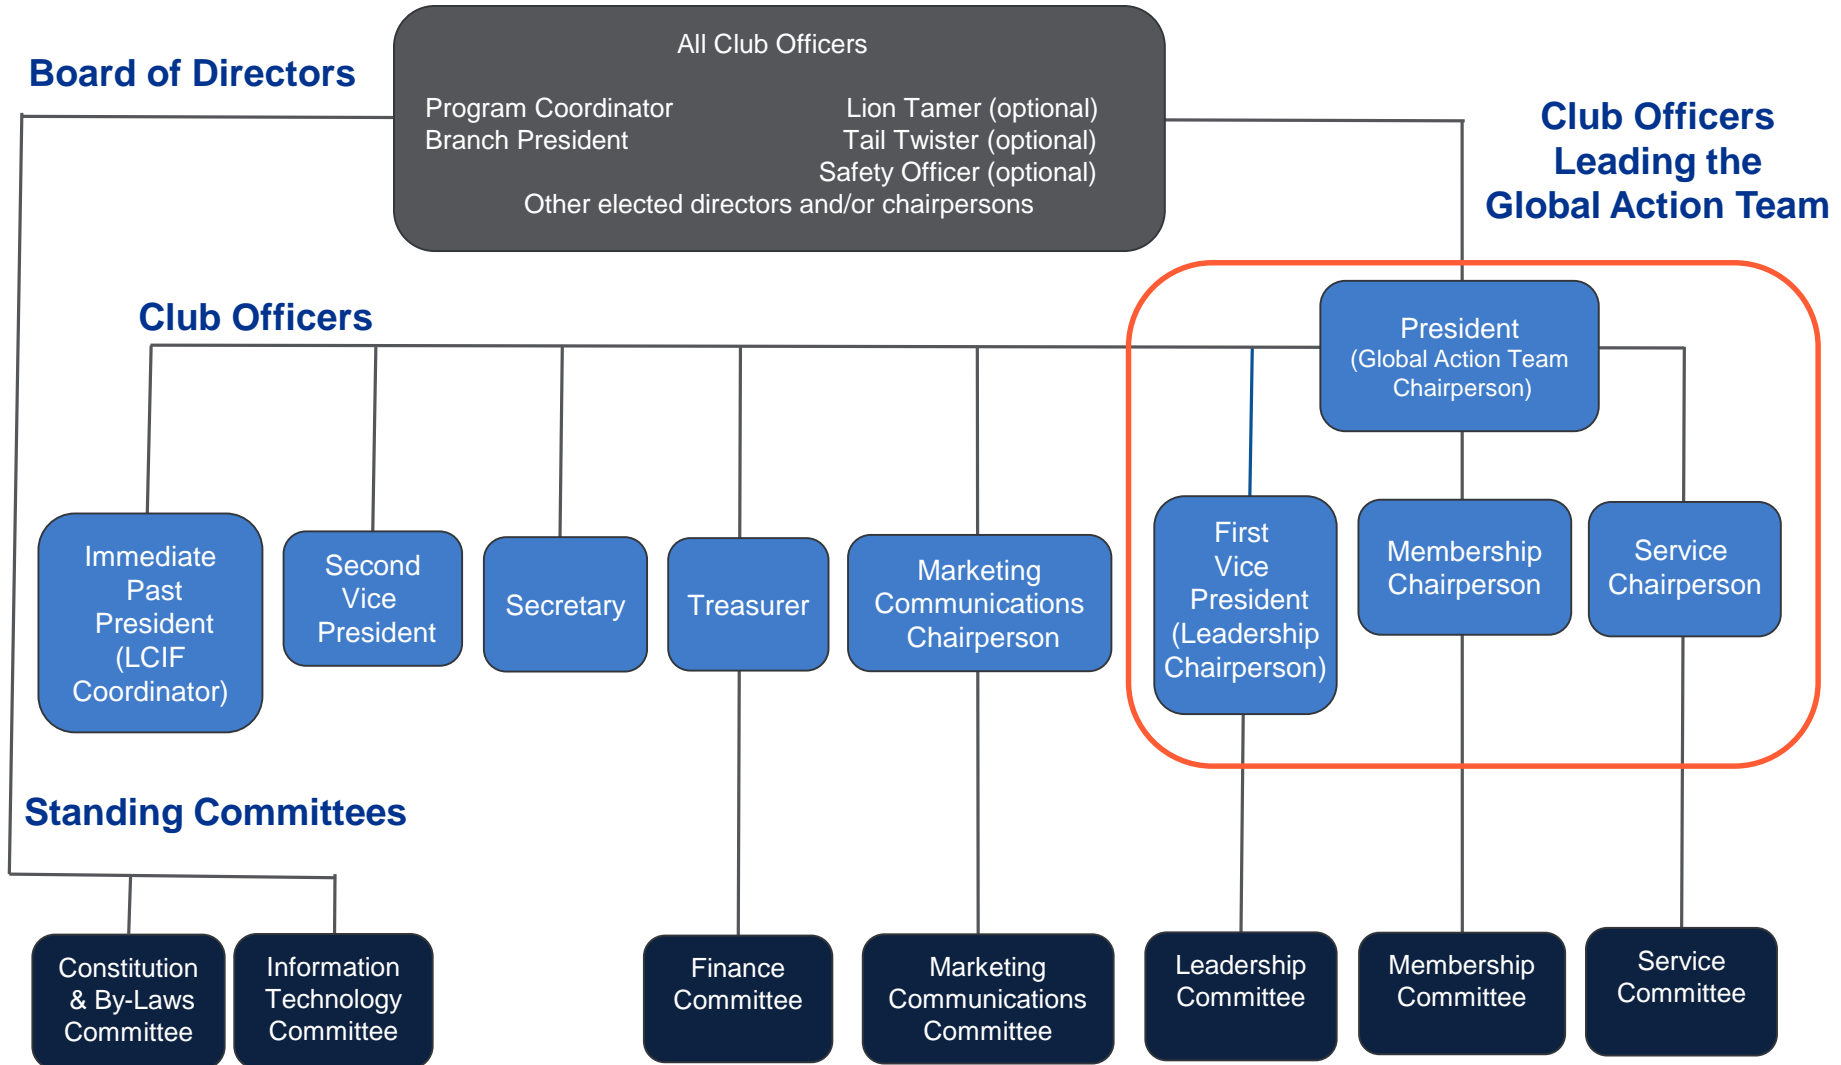 All Club Officers
Board of Directors
Program Coordinator
Lion Tamer (optional)
Branch President
Tail Twister (optional)
Safety Officer (optional)
Other elected directors and/or chairpersons
Club Officers
Leading the
Global Action Team
Club Officers
President
(Global Action Team
Chairperson)
Immediate
Past
President
(LCIF
Coordinator)
Second
Vice
President
Secretary
Treasurer
Marketing
Communications
Chairperson
First
Vice
President
(Leadership
Chairperson)
Membership
Chairperson
Service
Chairperson
Standing Committees
Constitution
& By-Laws
Committee
Information
Technology
Committee
Finance
Committee
Marketing
Communications
Committee
Leadership
Committee
Membership
Committee
Service
Committee